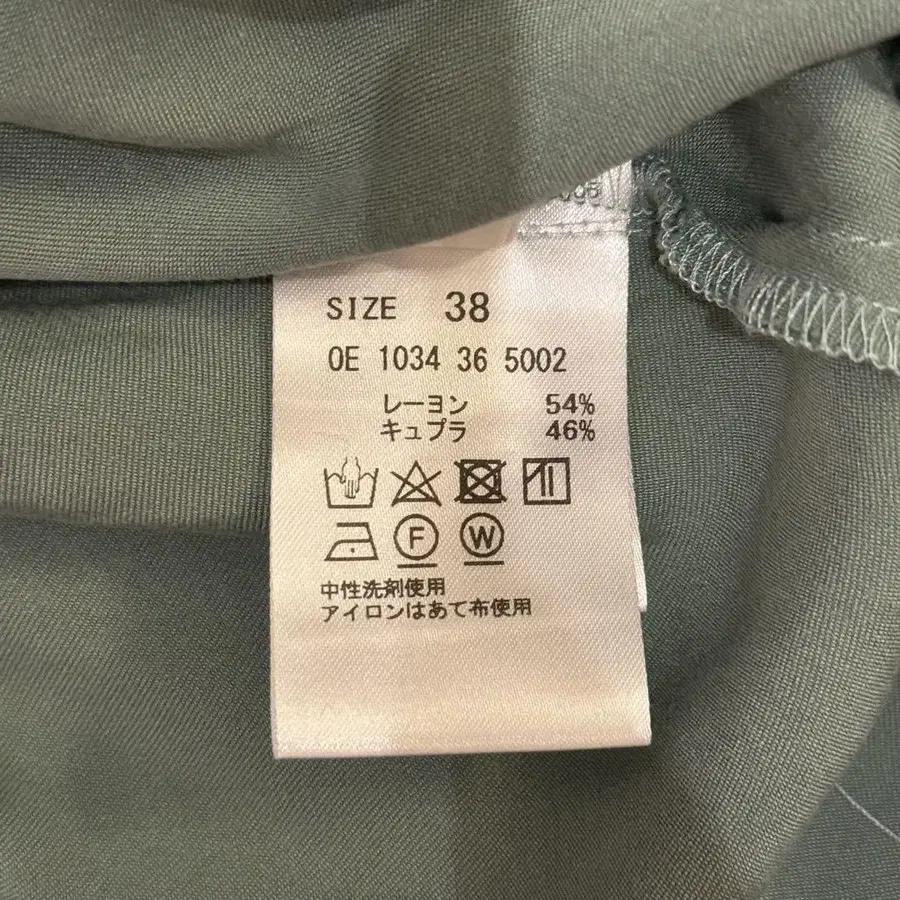 SIZE 38
0E 1034 36 5002
レーヨン 54%
キュプラ 46%
F W
中性洗剤使用
アイロンはあて布使用